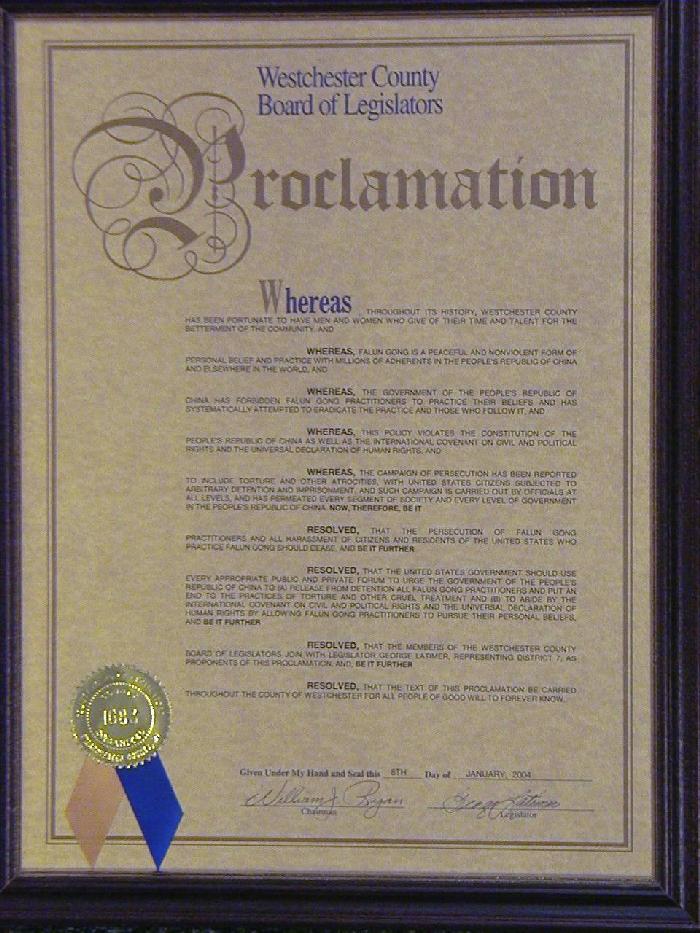 Westchester County
Board of Legislators
Proclamation
Whereas THROUGHOUT ITS HISTORY, WESTCHESTER COUNTY
HAS BEEN FORTUNATE TO HAVE MEN AND WOMEN WHO GIVE OF THEIR TIME AND TALENT FOR THE
BETTERMENT OF THE COMMUNITY, AND
WHEREAS, FALUN GONG IS A PEACEFUL AND NONVIOLENT FORM OF
PERSONAL BELIEF AND PRACTICE WITH MILLIONS OF ADHERENTS IN THE PEOPLE'S REPUBLIC OF CHINA
AND ELSEWHERE IN THE WORLD, AND
WHEREAS, THE GOVERNMENT OF THE PEOPLE'S REPUBLIC OF
CHINA HAS FORBIDDEN FALUN GONG PRACTITIONERS TO PRACTICE THEIR BELIEFS AND HAS
SYSTEMATICALLY ATTEMPTED TO ERADICATE THE PRACTICE AND THOSE WHO FOLLOW IT, AND
WHEREAS, THIS POLICY VIOLATES THE CONSTITUTION OF THE
PEOPLE'S REPUBLIC OF CHINA AS WELL AS THE INTERNATIONAL COVENANT ON CIVIL AND POLITICAL
RIGHTS AND THE UNIVERSAL DECLARATION OF HUMAN RIGHTS, AND
WHEREAS, THE CAMPAIGN OF PERSECUTION HAS BEEN REPORTED
TO INCLUDE TORTURE AND OTHER ATROCITIES, WITH UNITED STATES CITIZENS SUBJECTED TO
ARBITRARY DETENTION AND IMPRISONMENT, AND SUCH CAMPAIGN IS CARRIED OUT BY OFFICIALS AT
ALL LEVELS, AND HAS PERMEATED EVERY SEGMENT OF SOCIETY AND EVERY LEVEL OF GOVERNMENT
IN THE PEOPLE'S REPUBLIC OF CHINA. NOW, THEREFORE, BE IT
RESOLVED, THAT THE PERSECUTION OF FALUN GONG
PRACTITIONERS AND ALL HARASSMENT OF CITIZENS AND RESIDENTS OF THE UNITED STATES WHO
PRACTICE FALUN GONG SHOULD CEASE, AND BE IT FURTHER
RESOLVED, THAT THE UNITED STATES GOVERNMENT SHOULD USE
EVERY APPROPRIATE PUBLIC AND PRIVATE FORUM TO URGE THE GOVERNMENT OF THE PEOPLE'S
REPUBLIC OF CHINA TO (A) RELEASE FROM DETENTION ALL FALUN GONG PRACTITIONERS AND PUT AN
END TO THE PRACTICES OF TORTURE AND OTHER CRUEL TREATMENT AND (B) TO ABIDE BY THE
INTERNATIONAL COVENANT ON CIVIL AND POLITICAL RIGHTS AND THE UNIVERSAL DECLARATION OF
HUMAN RIGHTS BY ALLOWING FALUN GONG PRACTITIONERS TO PURSUE THEIR PERSONAL BELIEFS,
AND BE IT FURTHER
RESOLVED, THAT THE MEMBERS OF THE WESTCHESTER COUNTY
BOARD OF LEGISLATORS JOIN WITH LEGISLATOR GEORGE LATIMER, REPRESENTING DISTRICT 7, AS
PROPONENTS OF THIS PROCLAMATION, AND, BE IT FURTHER
RESOLVED, THAT THE TEXT OF THIS PROCLAMATION BE CARRIED
THROUGHOUT THE COUNTY OF WESTCHESTER FOR ALL PEOPLE OF GOOD WILL TO FOREVER KNOW.
1683
Given Under My Hand and Seal this 6TH Day of JANUARY, 2004
William J. Ryan George Latimer
Chairman Legislator